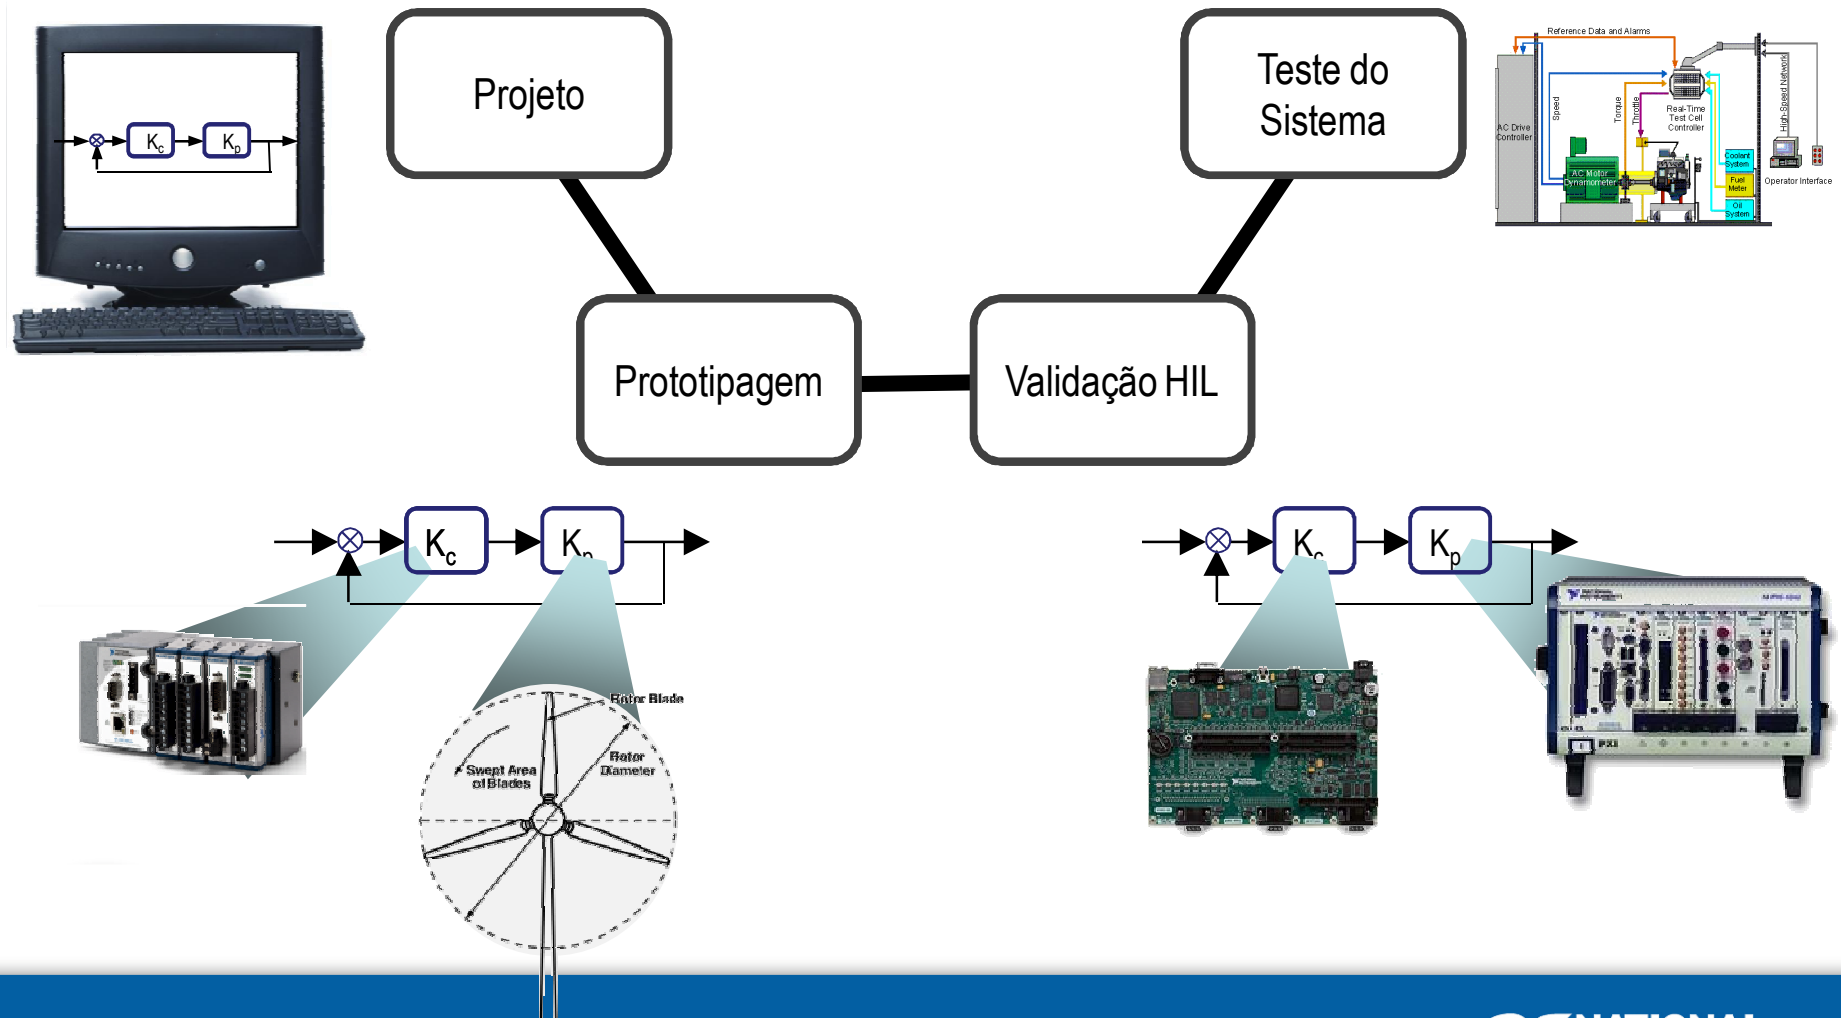 Projeto
Teste do
Sistema
Prototipagem
Validação HIL
Kc
Kp
Reference Data and Alarms
High-Speed Network
Speed
Torque
Throttle
Real-Time
Test Cell
Controller
AC Drive
Controller
AC Motor
Dynamometer
Coolant
System
Fuel
Meter
Oil
System
Operator Interface
Kc
Kc
Kp
Rotor Blade
Rotor
Diameter
Swept Area
of Blades
PXI
NATIONAL